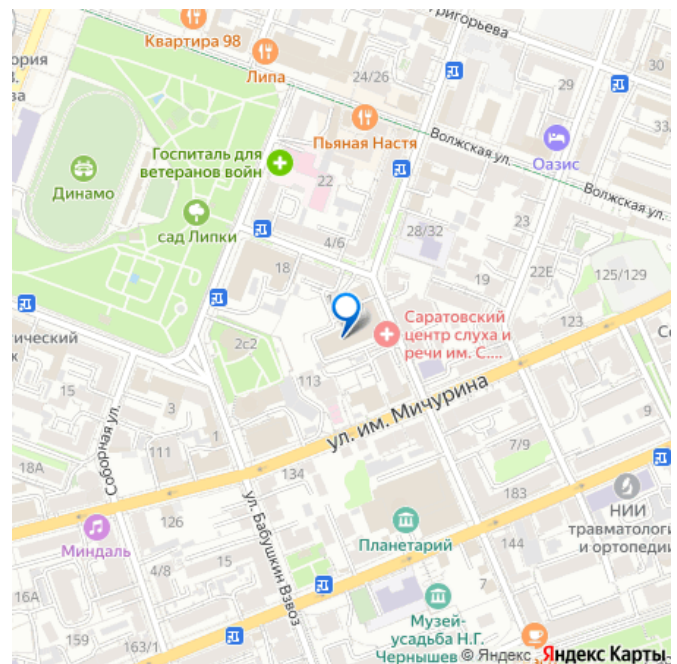 Григорьева
Квартира 98
Липа
24/26
29
30
33
Пьяная Настя
Волжская ул.
Оазис
Волжская ул.
Госпиталь для
ветеранов войн
22
Динамо
сад Липки
4/6
28/32
23
18
19
22Е
125/129
Саратовский
центр слуха и
речи им. С....
123
2с2
113
ул. им. Мичурина
15
3
1
9
Соборная ул.
111
7/9
18А
134
183
НИИ
травматологи
и ортопедии
126
Миндаль
Планетарий
144
ул. Бабушкин Взвоз
4/8
15
7
16
Музей-
усадьба Н.Г.
Чернышев
159
163/1
© Яндекс Яндекс Карты